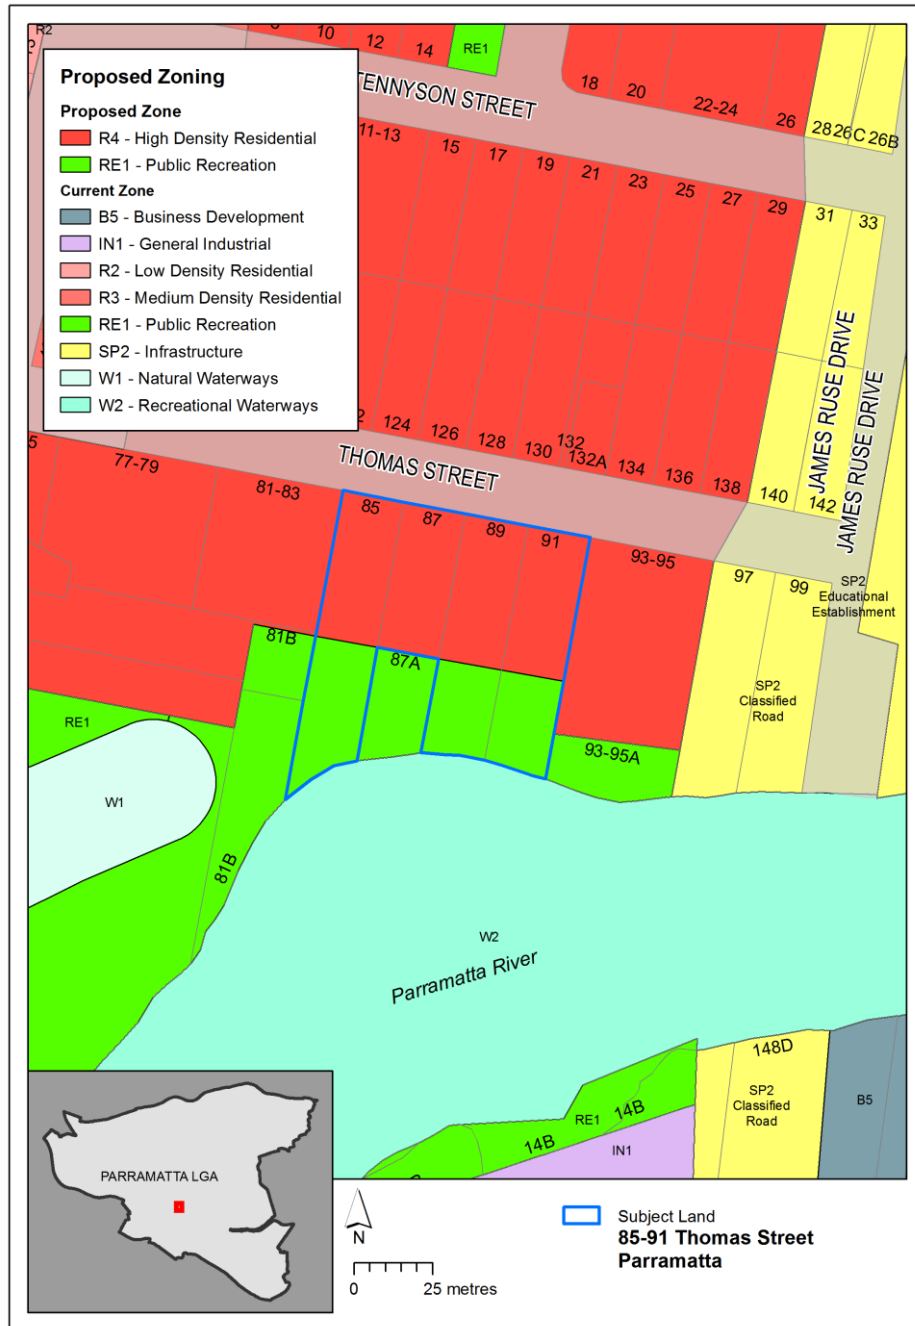 R2
10
12
14
RE1
18
20
22-24
26
28
26C
26B
TENNYSON STREET
Proposed Zoning
Proposed Zone
R4 - High Density Residential
RE1 - Public Recreation
Current Zone
B5 - Business Development
IN1 - General Industrial
R2 - Low Density Residential
R3 - Medium Density Residential
RE1 - Public Recreation
SP2 - Infrastructure
W1 - Natural Waterways
W2 - Recreational Waterways
11-13
15
17
19
21
23
25
27
29
31
33
JAMES RUSE DRIVE
JAMES RUSE DRIVE
124
126
128
130
132
132A
134
136
138
140
142
THOMAS STREET
77-79
81-83
85
87
89
91
93-95
97
99
SP2
Educational
Establishment
81B
87A
SP2
Classified
Road
RE1
93-95A
W1
81B
W2
Parramatta River
148D
SP2
Classified
Road
B5
14B
RE1
14B
IN1
PARRAMATTA LGA
N
0 25 metres
Subject Land
85-91 Thomas Street
Parramatta